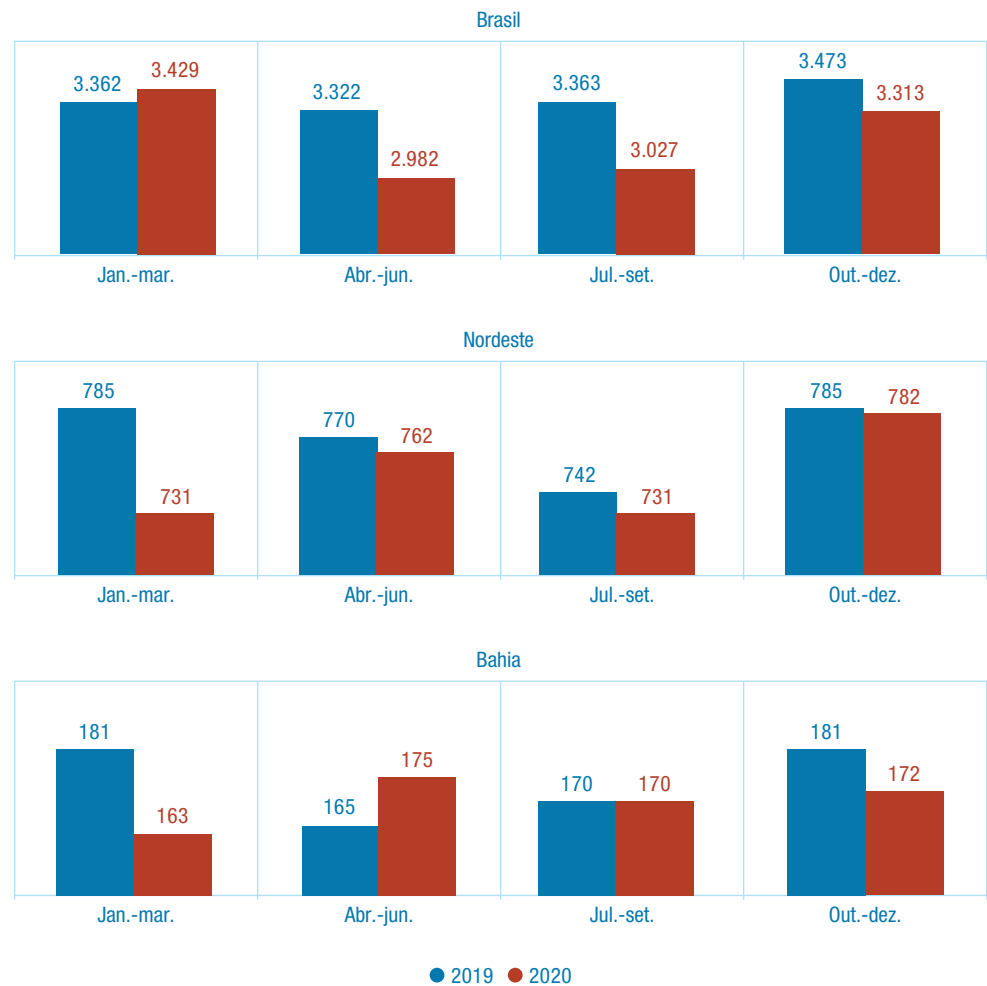 Brasil
3.362 3.429 3.322 2.982 3.363 3.027 3.473 3.313
Jan.-mar. Abr.-jun. Jul.-set. Out.-dez.
Nordeste
785 731 770 762 742 731 785 782
Jan.-mar. Abr.-jun. Jul.-set. Out.-dez.
Bahia
181 163 165 175 170 170 181 172
Jan.-mar. Abr.-jun. Jul.-set. Out.-dez.
2019 2020